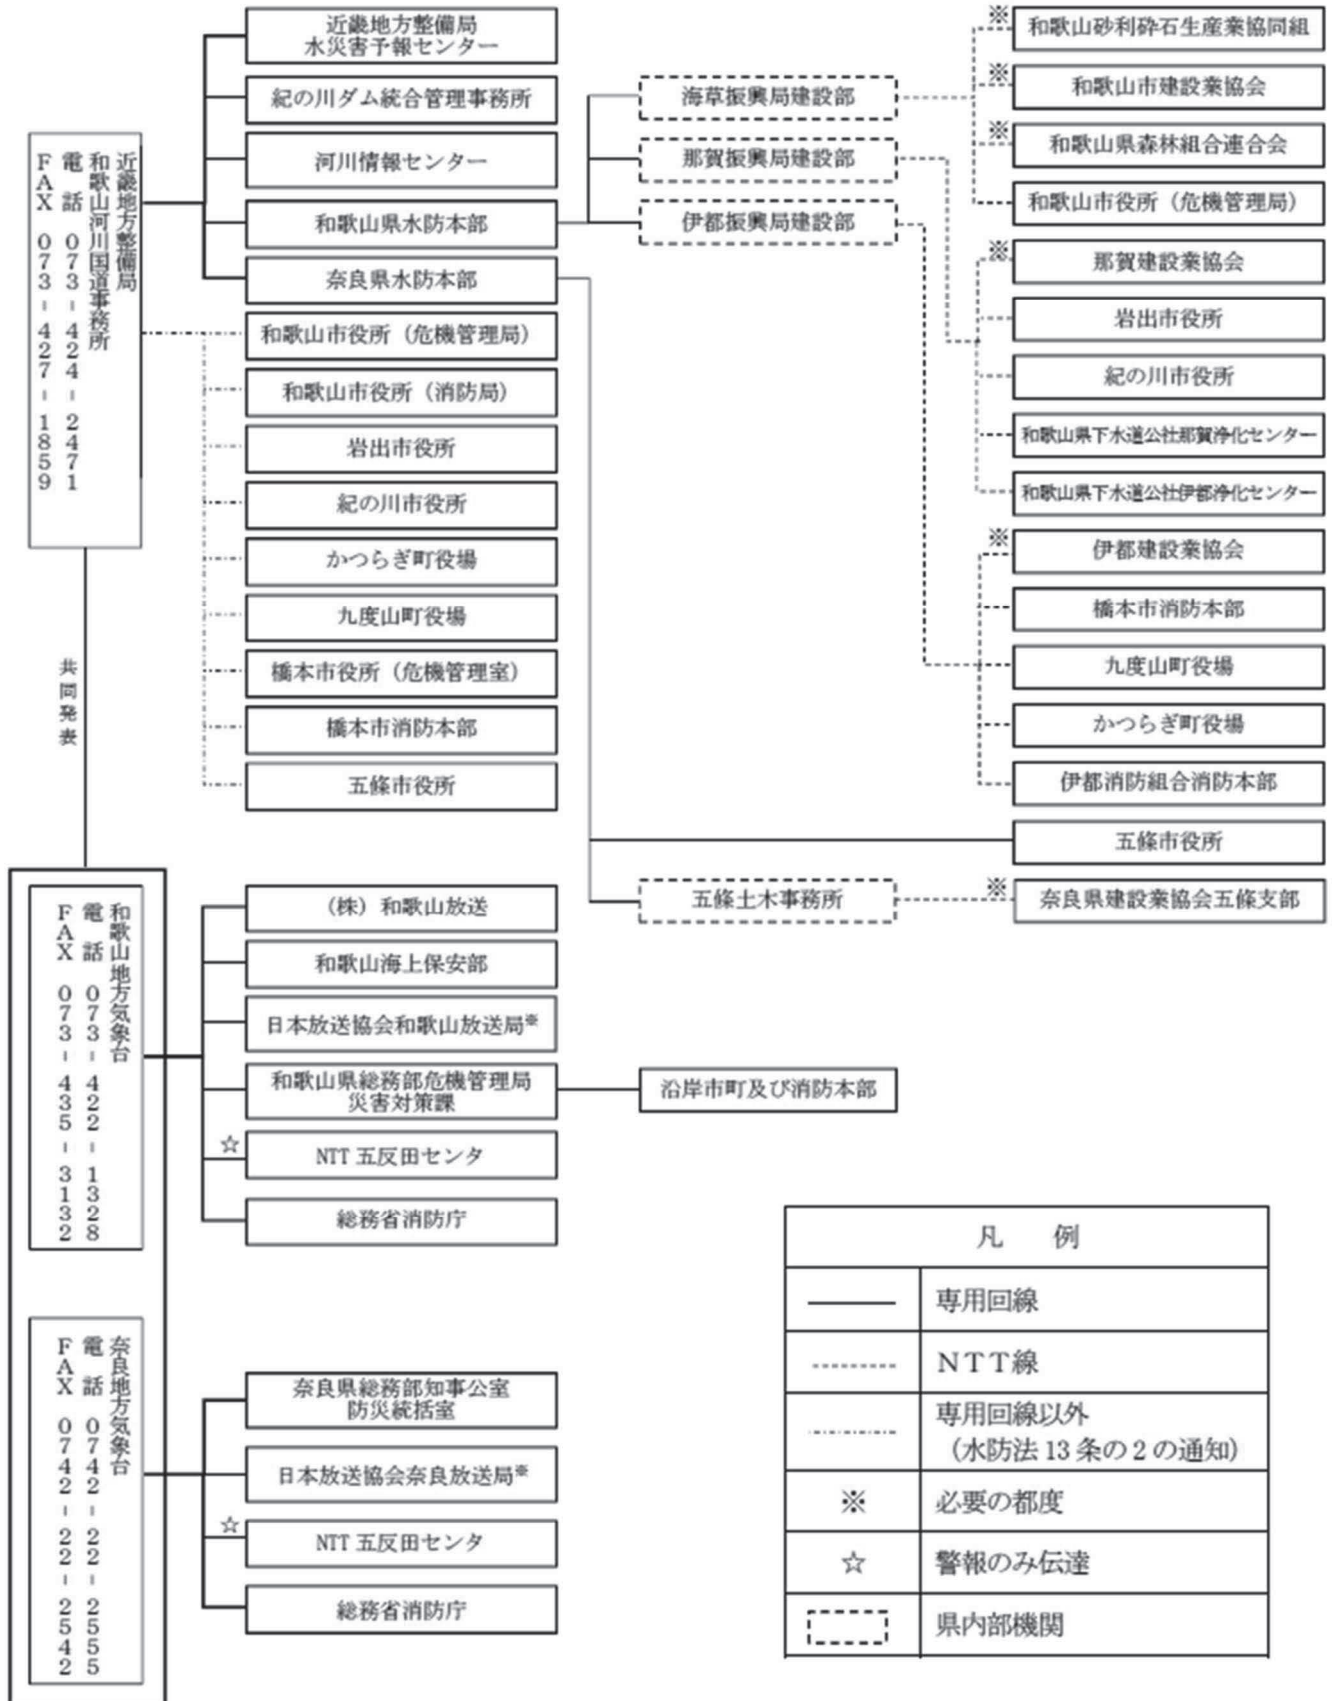 近畿地方整備局
和歌山河川国道事務所
電話 073-424-2471
FAX 073-427-1859
共同発表
和歌山地方気象台
電話 073-422-1328
FAX 073-435-3132
奈良地方気象台
電話 0742-22-2555
FAX 0742-22-2542
近畿地方整備局
水災害予報センター
紀の川ダム統合管理事務所
河川情報センター
和歌山県水防本部
奈良県水防本部
和歌山市役所（危機管理局）
和歌山市役所（消防局）
岩出市役所
紀の川市役所
かつらぎ町役場
九度山町役場
橋本市役所（危機管理室）
橋本市消防本部
五條市役所
（株）和歌山放送
和歌山海上保安部
日本放送協会和歌山放送局※
和歌山県総務部危機管理局
災害対策課
☆
NTT 五反田センタ
総務省消防庁
奈良県総務部知事公室
防災統括室
日本放送協会奈良放送局※
☆
NTT 五反田センタ
総務省消防庁
海草振興局建設部
那賀振興局建設部
伊都振興局建設部
五條土木事務所
沿岸市町及び消防本部
※
和歌山砂利砕石生産業協同組
※
和歌山市建設業協会
※
和歌山県森林組合連合会
和歌山市役所（危機管理局）
※
那賀建設業協会
岩出市役所
紀の川市役所
和歌山県下水道公社那賀浄化センター
和歌山県下水道公社伊都浄化センター
※
伊都建設業協会
橋本市消防本部
九度山町役場
かつらぎ町役場
伊都消防組合消防本部
五條市役所
※
奈良県建設業協会五條支部
凡　例
専用回線
ＮＴＴ線
専用回線以外
（水防法 13 条の 2 の通知）
※ 必要の都度
☆ 警報のみ伝達
県内部機関